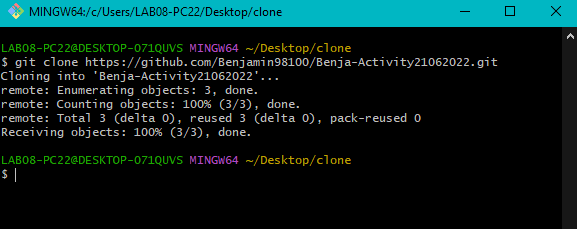 MINGW64:/c/Users/LAB08-PC22/Desktop/clone
LAB08-PC22@DESKTOP-071QUVS MINGW64 ~/Desktop/clone
$ git clone https://github.com/Benjamin98100/Benja-Activity21062022.git
Cloning into 'Benja-Activity21062022'...
remote: Enumerating objects: 3, done.
remote: Counting objects: 100% (3/3), done.
remote: Total 3 (delta 0), reused 3 (delta 0), pack-reused 0
Receiving objects: 100% (3/3), done.
LAB08-PC22@DESKTOP-071QUVS MINGW64 ~/Desktop/clone
$